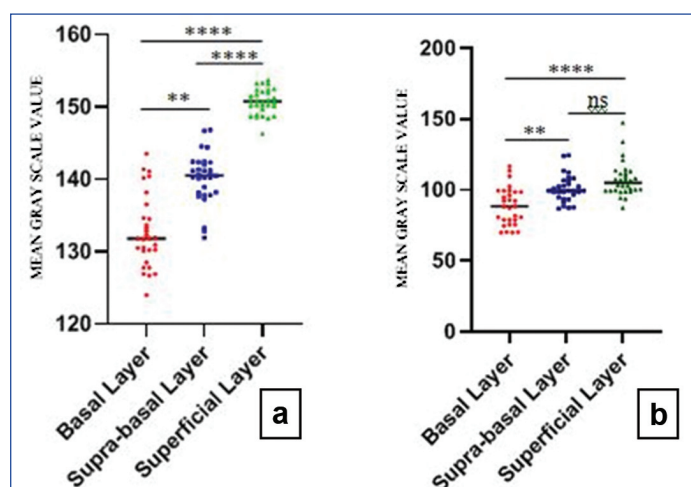 160
150
140
130
120
MEAN GRAY SCALE VALUE
****
****
**
Basal Layer
Supra-basal Layer
Superficial Layer
a
200
150
100
50
0
MEAN GRAY SCALE VALUE
****
ns
**
Basal Layer
Supra-basal Layer
Superficial Layer
b